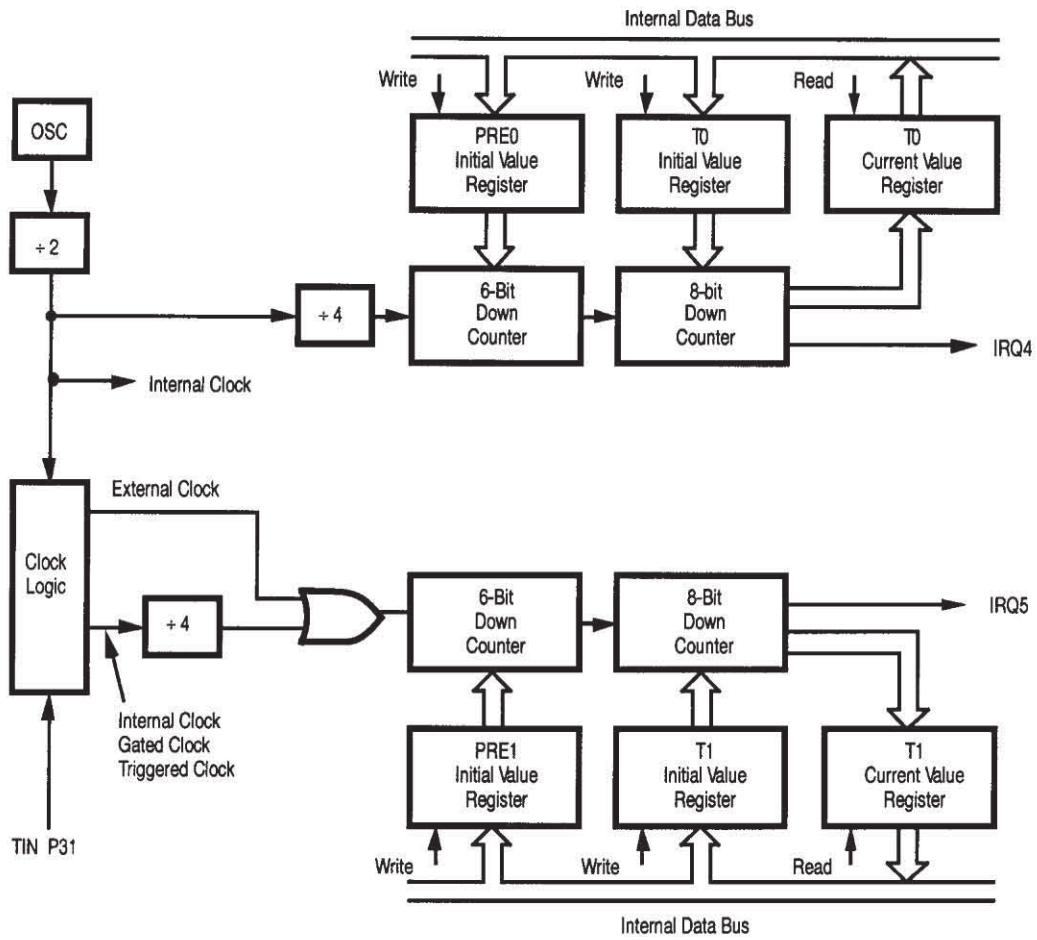 Internal Data Bus
Write
Write
Read
OSC
PRE0
Initial Value
Register
T0
Initial Value
Register
T0
Current Value
Register
÷ 2
÷ 4
6-Bit
Down
Counter
8-bit
Down
Counter
IRQ4
Internal Clock
External Clock
Clock
Logic
÷ 4
6-Bit
Down
Counter
8-Bit
Down
Counter
IRQ5
Internal Clock
Gated Clock
Triggered Clock
PRE1
Initial Value
Register
T1
Initial Value
Register
T1
Current Value
Register
TIN P31
Write
Write
Read
Internal Data Bus